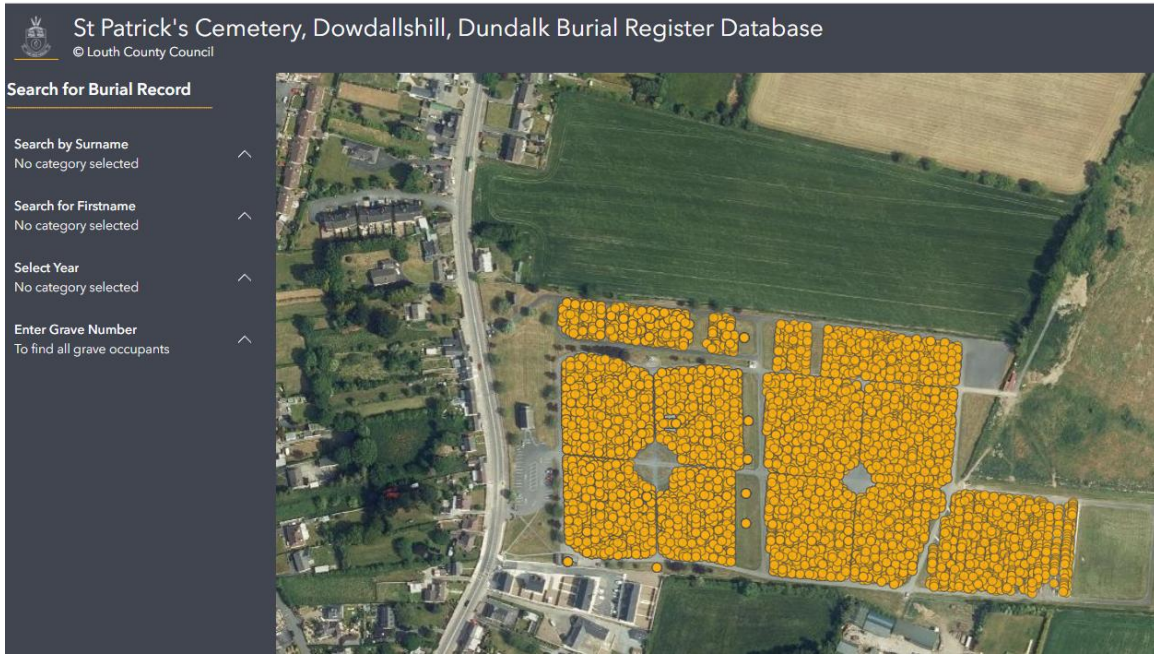 St Patrick's Cemetery, Dowdallshill, Dundalk Burial Register Database
© Louth County Council
Search for Burial Record
Search by Surname
No category selected
Search for Firstname
No category selected
Select Year
No category selected
Enter Grave Number
To find all grave occupants